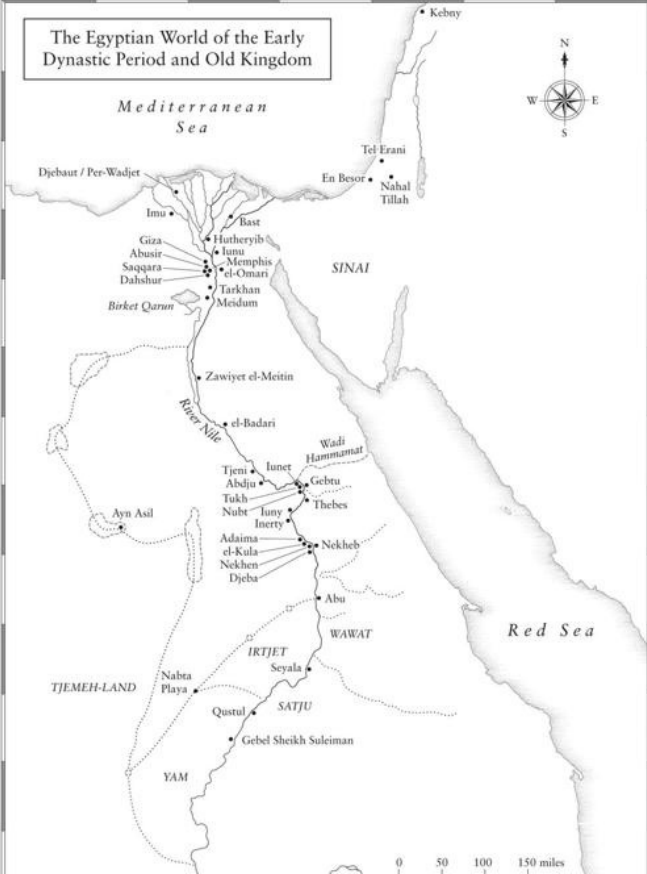 The Egyptian World of the Early
Dynastic Period and Old Kingdom
Kebny
N
W
E
S
Mediterranean
Sea
Tel Erani
En Besor
Nahal
Tillah
Djebaut / Per-Wadjet
Imu
Bast
Hutheryib
Giza
Iunu
Abusir
Memphis
Saqqara
el-Omari
Dahshur
SINAI
Tarkhan
Meidum
Birket Qarun
Zawiyet el-Meitin
River Nile
el-Badari
Wadi
Hammamat
Tjeni
Iunet
Abdju
Gebtu
Tukh
Nubt
Thebes
Iuny
Inerty
Ayn Asil
Adaima
el-Kula
Nekheb
Nekhen
Djeba
Abu
WAWAT
Red Sea
IRTJET
Seyala
Nabta
Playa
TJEMEH-LAND
SATJU
Qustul
Gebel Sheikh Suleiman
YAM
0 50 100 150 miles